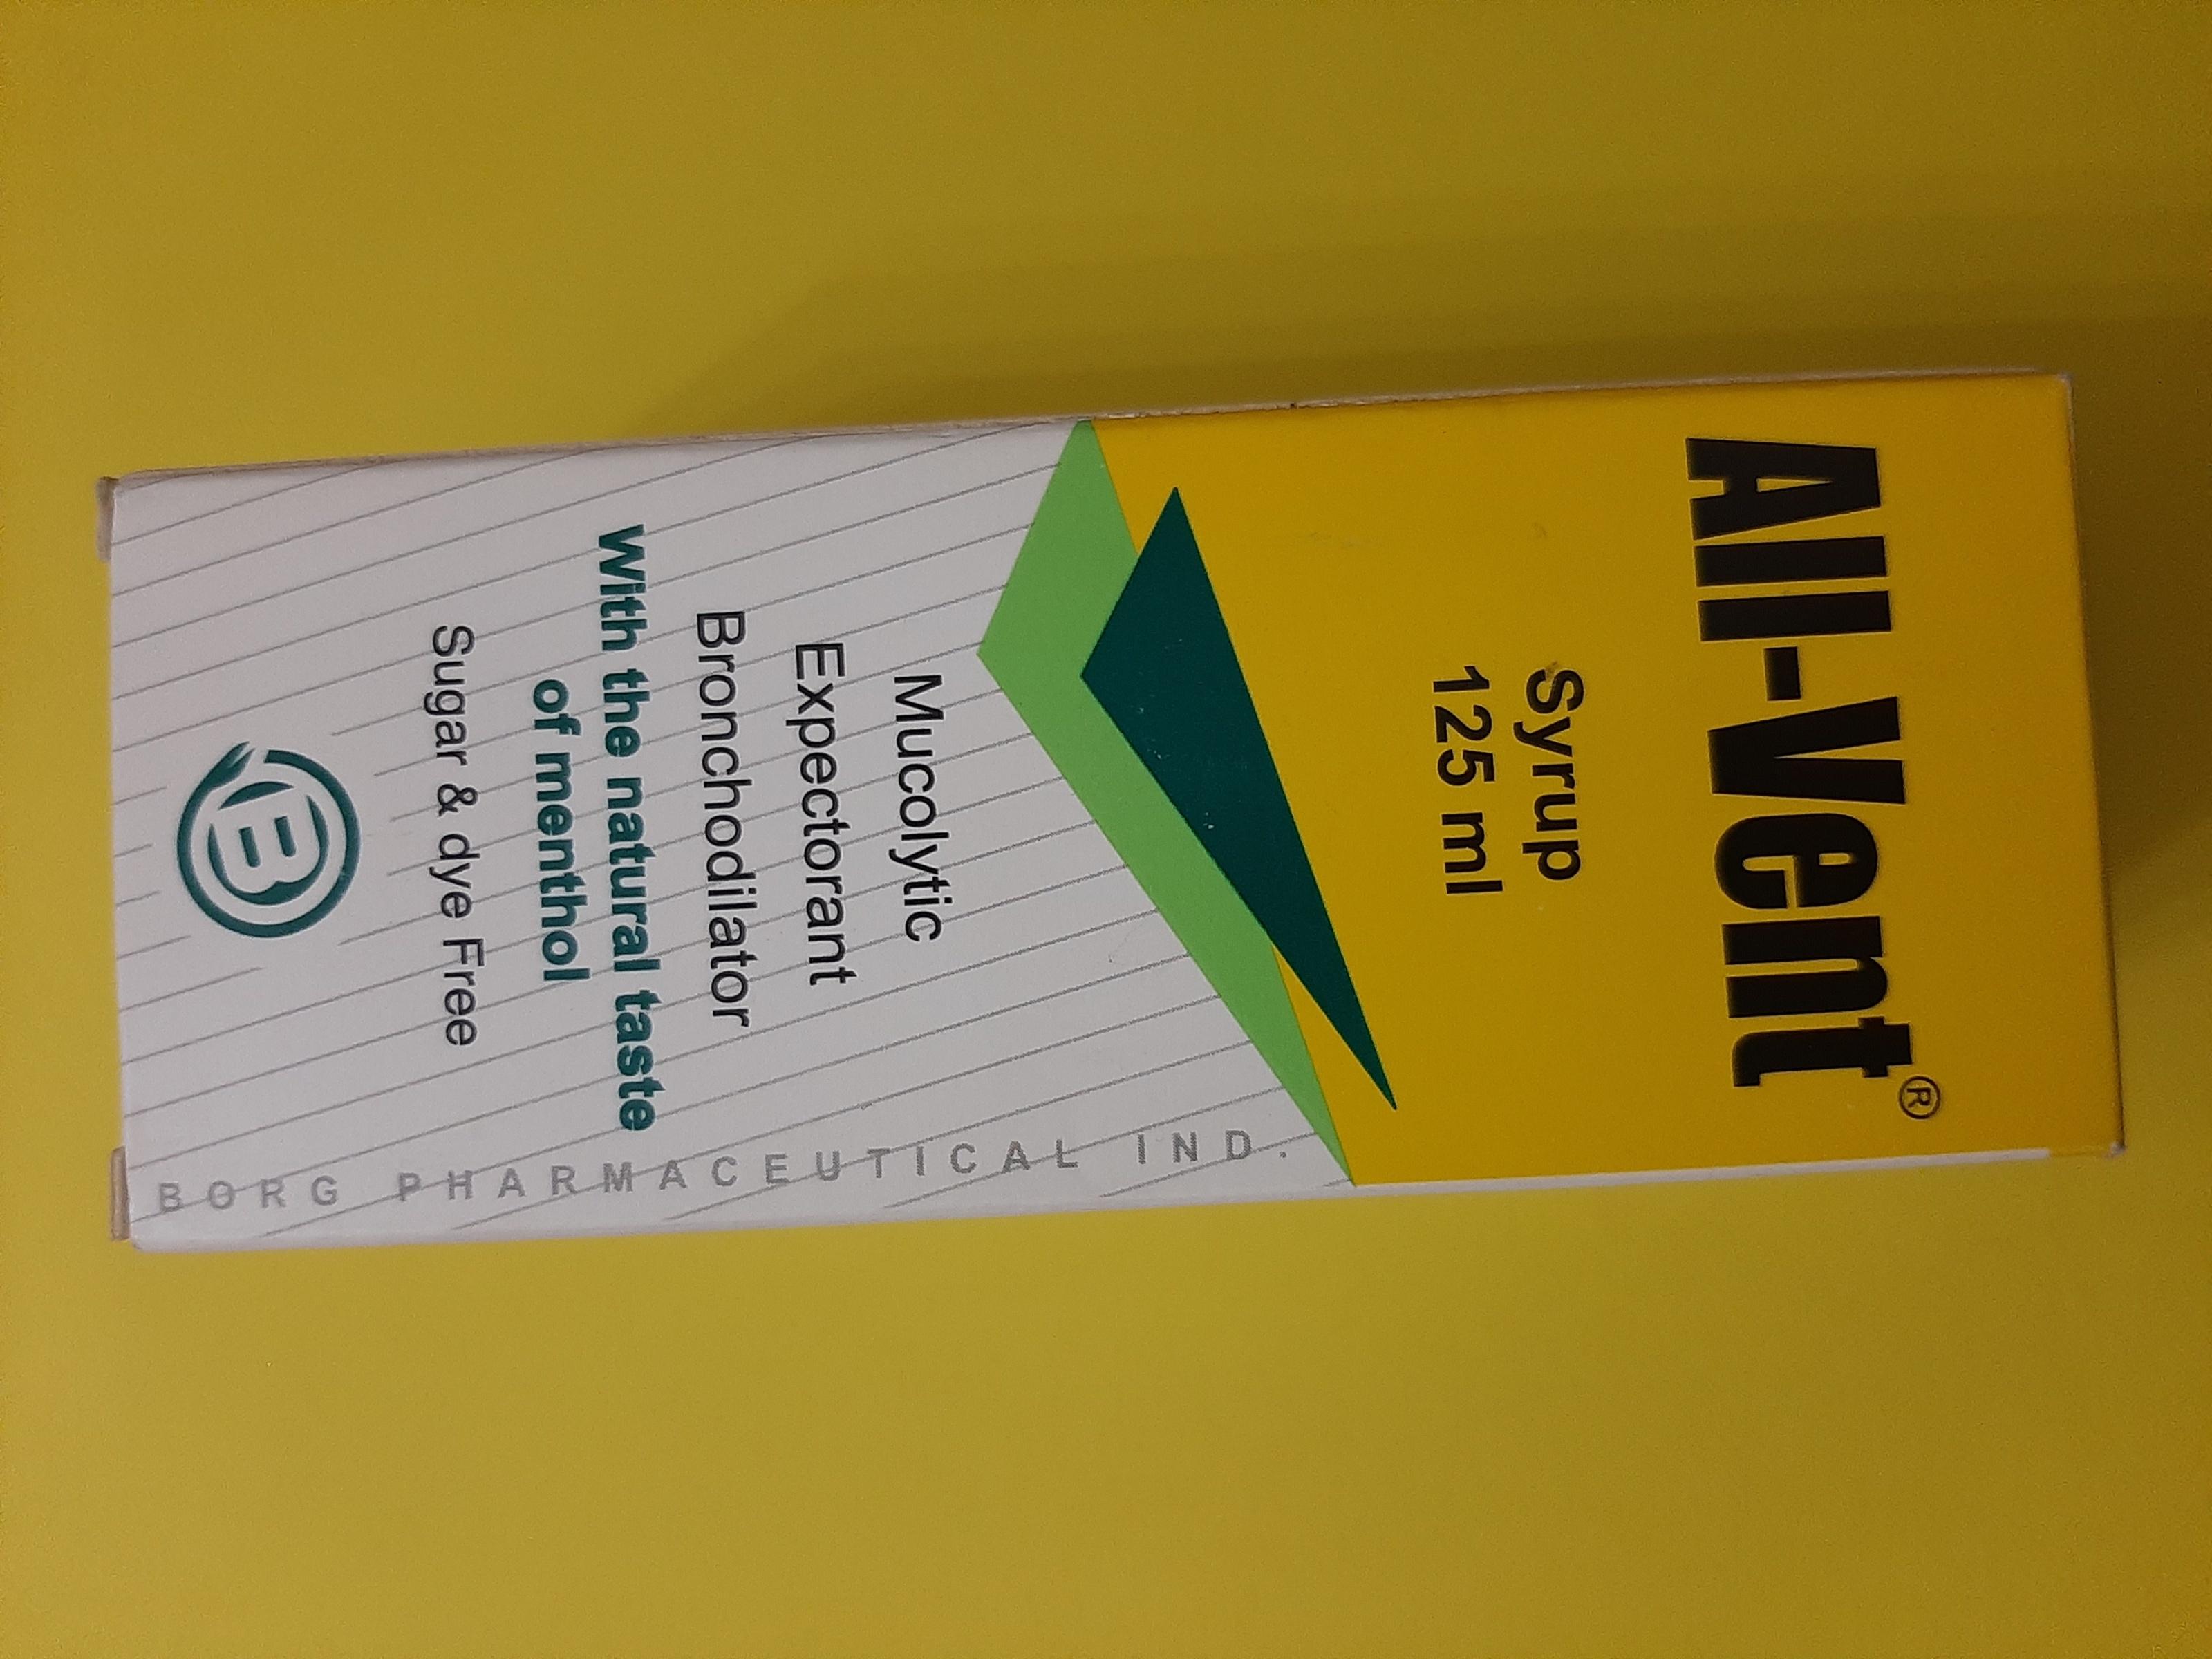 All-Vent®
Syrup
125 ml
Mucolytic
Expectorant
Bronchodilator
With the natural taste
of menthol
Sugar & dye Free
B
BORG PHARMACEUTICAL IND.